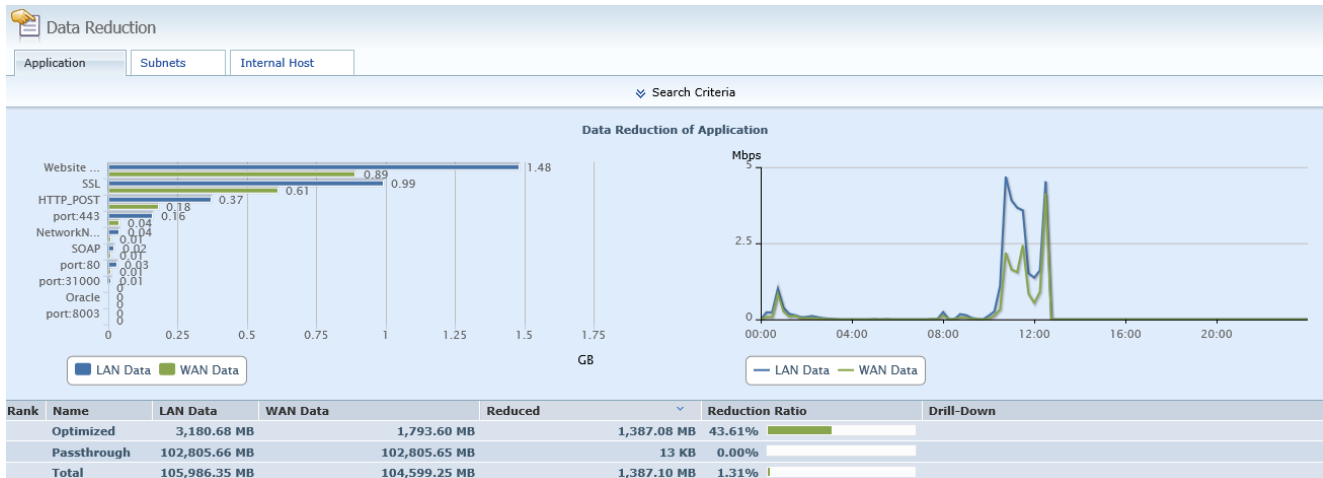 Data Reduction
Application Subnets Internal Host
Search Criteria
Data Reduction of Application
Website ... 1.48
0.89
SSL 0.99
0.61
HTTP_POST 0.37
0.18
port:443 0.16
0.04
NetworkN... 0.04
0.01
SOAP 0.02
0.01
port:80 0.03
0.01
port:31000 0.01
0
Oracle 0
0
port:8003 0
0
0 0.25 0.5 0.75 1 1.25 1.5 1.75
GB
LAN Data WAN Data
Mbps
5
2.5
0
00:00 04:00 08:00 12:00 16:00 20:00
LAN Data WAN Data
Rank Name LAN Data WAN Data Reduced Reduction Ratio Drill-Down
Optimized 3,180.68 MB 1,793.60 MB 1,387.08 MB 43.61%
Passthrough 102,805.66 MB 102,805.65 MB 13 KB 0.00%
Total 105,986.35 MB 104,599.25 MB 1,387.10 MB 1.31%